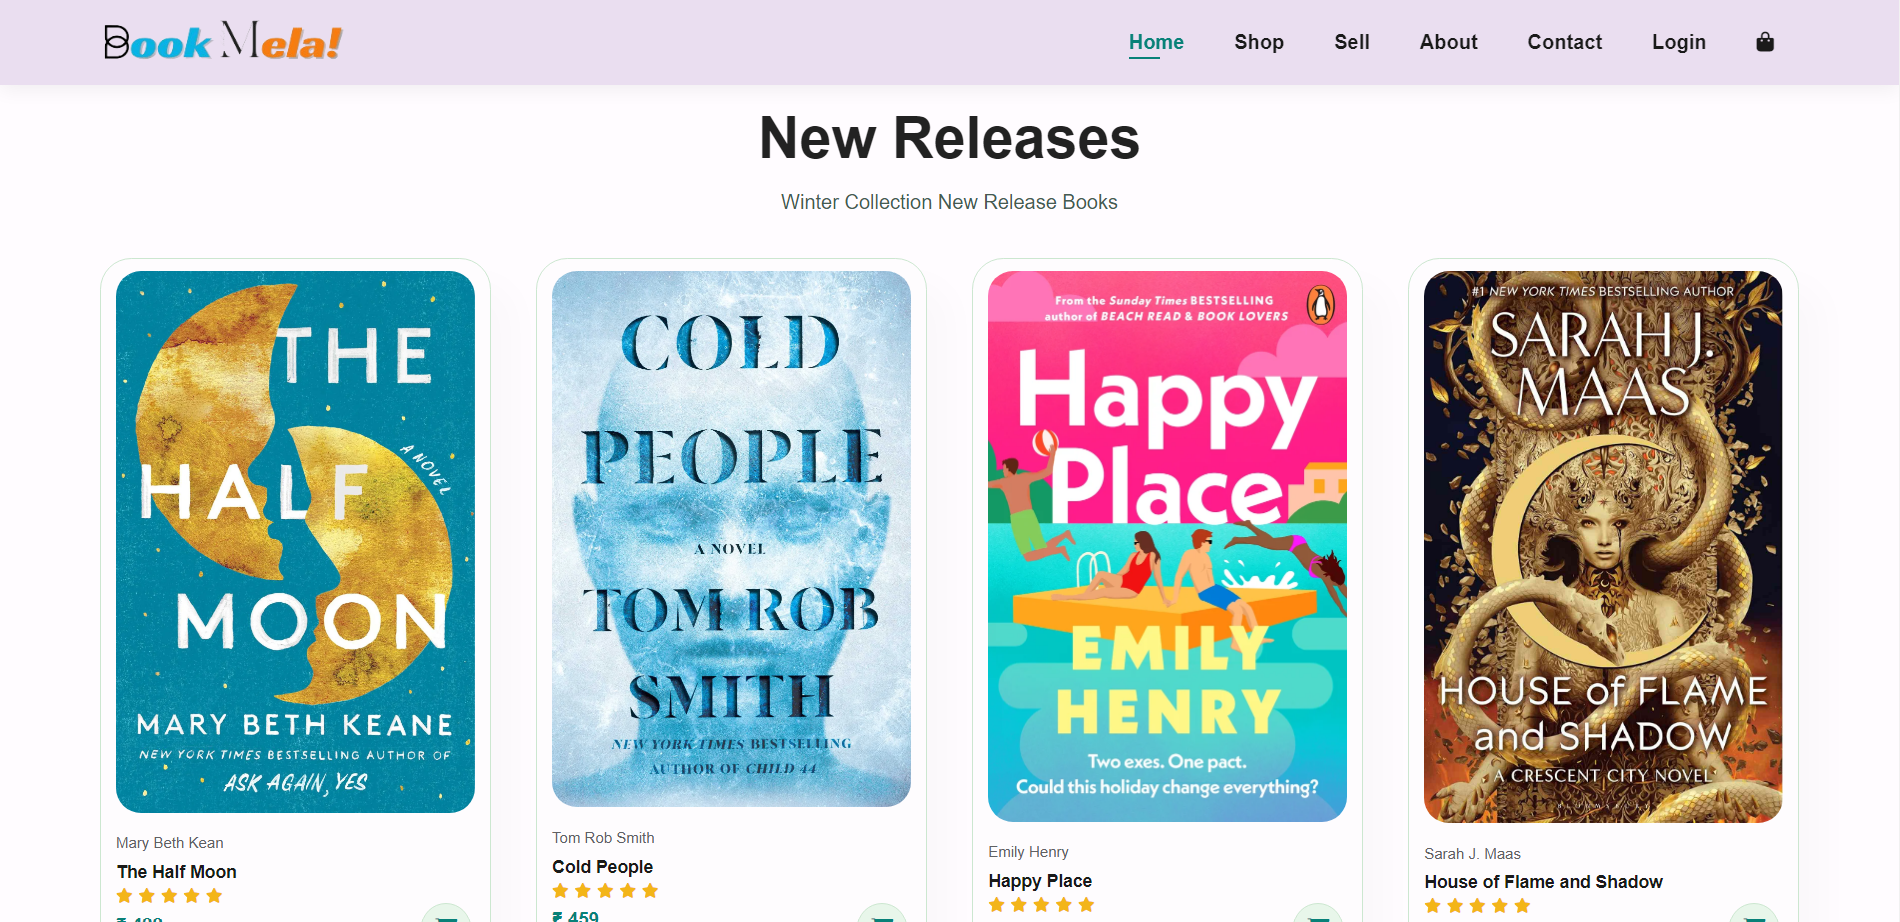 Book Mela!
Home Shop Sell About Contact Login
New Releases
Winter Collection New Release Books
THE
HALF
A NOVEL
MOON
MARY BETH KEANE
NEW YORK TIMES BESTSELLING AUTHOR OF
ASK AGAIN, YES
Mary Beth Kean
The Half Moon
COLD
PEOPLE
A NOVEL
TOM ROB
SMITH
NEW YORK TIMES BESTSELLING
AUTHOR OF CHILD 44
Tom Rob Smith
Cold People
₹ 459
From the Sunday Times BESTSELLING
author of BEACH READ & BOOK LOVERS
Happy
Place
EMILY
HENRY
Two exes. One pact.
Could this holiday change everything?
Emily Henry
Happy Place
#1 NEW YORK TIMES BESTSELLING AUTHOR
SARAH J.
MAAS
HOUSE of FLAME
and SHADOW
A CRESCENT CITY NOVEL
Sarah J. Maas
House of Flame and Shadow